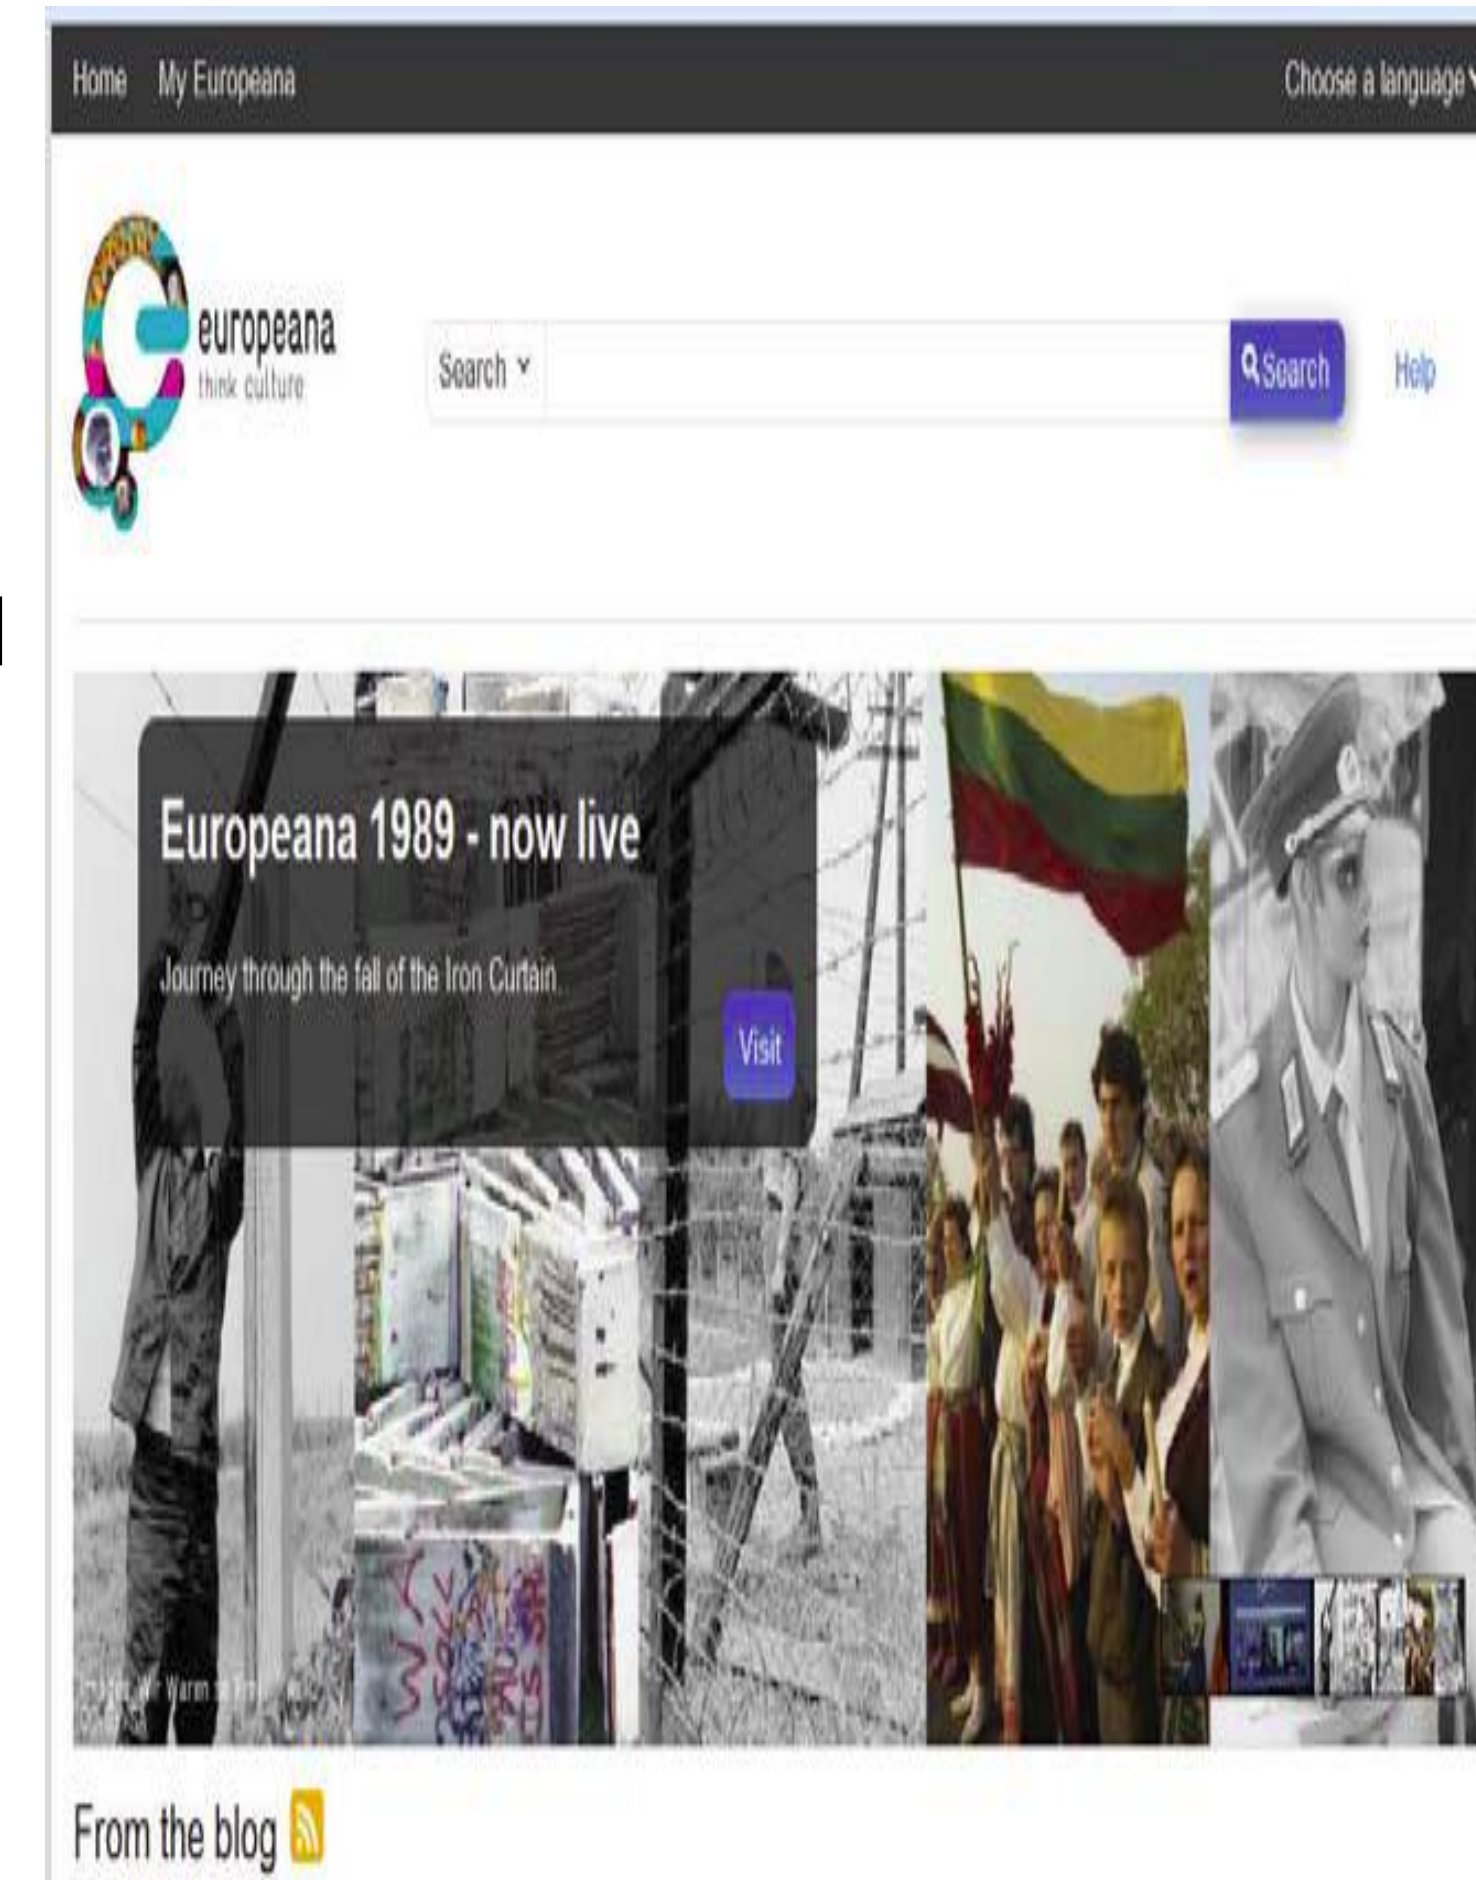 Home My Europeana Choose a language
europeana
think culture
Search Search Help
Europeana 1989 - now live
Journey through the fall of the Iron Curtain.
Visit
From the blog